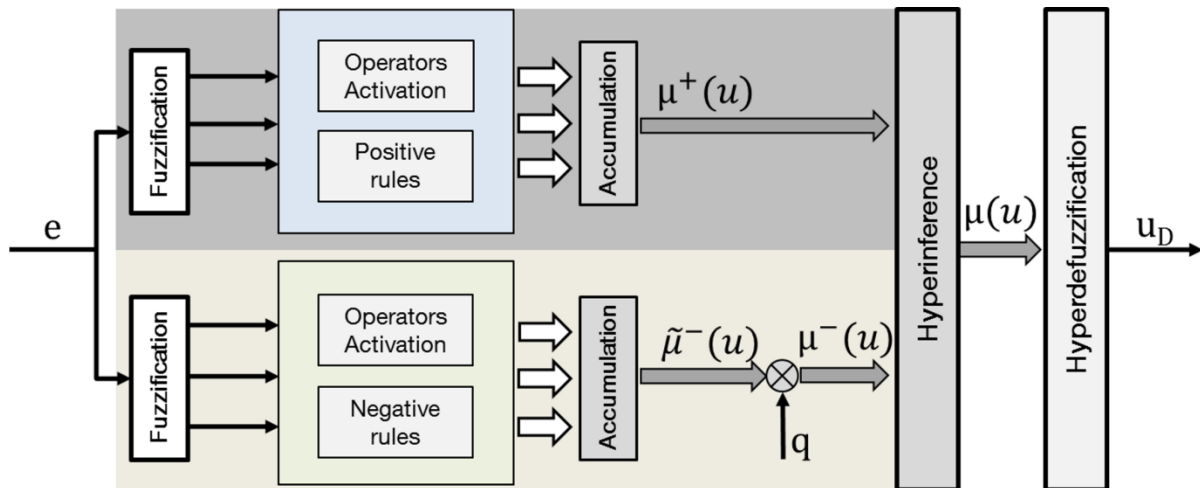 e
Fuzzification
Operators
Activation
Positive
rules
Accumulation
μ⁺(u)
Fuzzification
Operators
Activation
Negative
rules
Accumulation
μ̃⁻(u)
q
μ⁻(u)
Hyperinference
μ(u)
Hyperdefuzzification
u_D